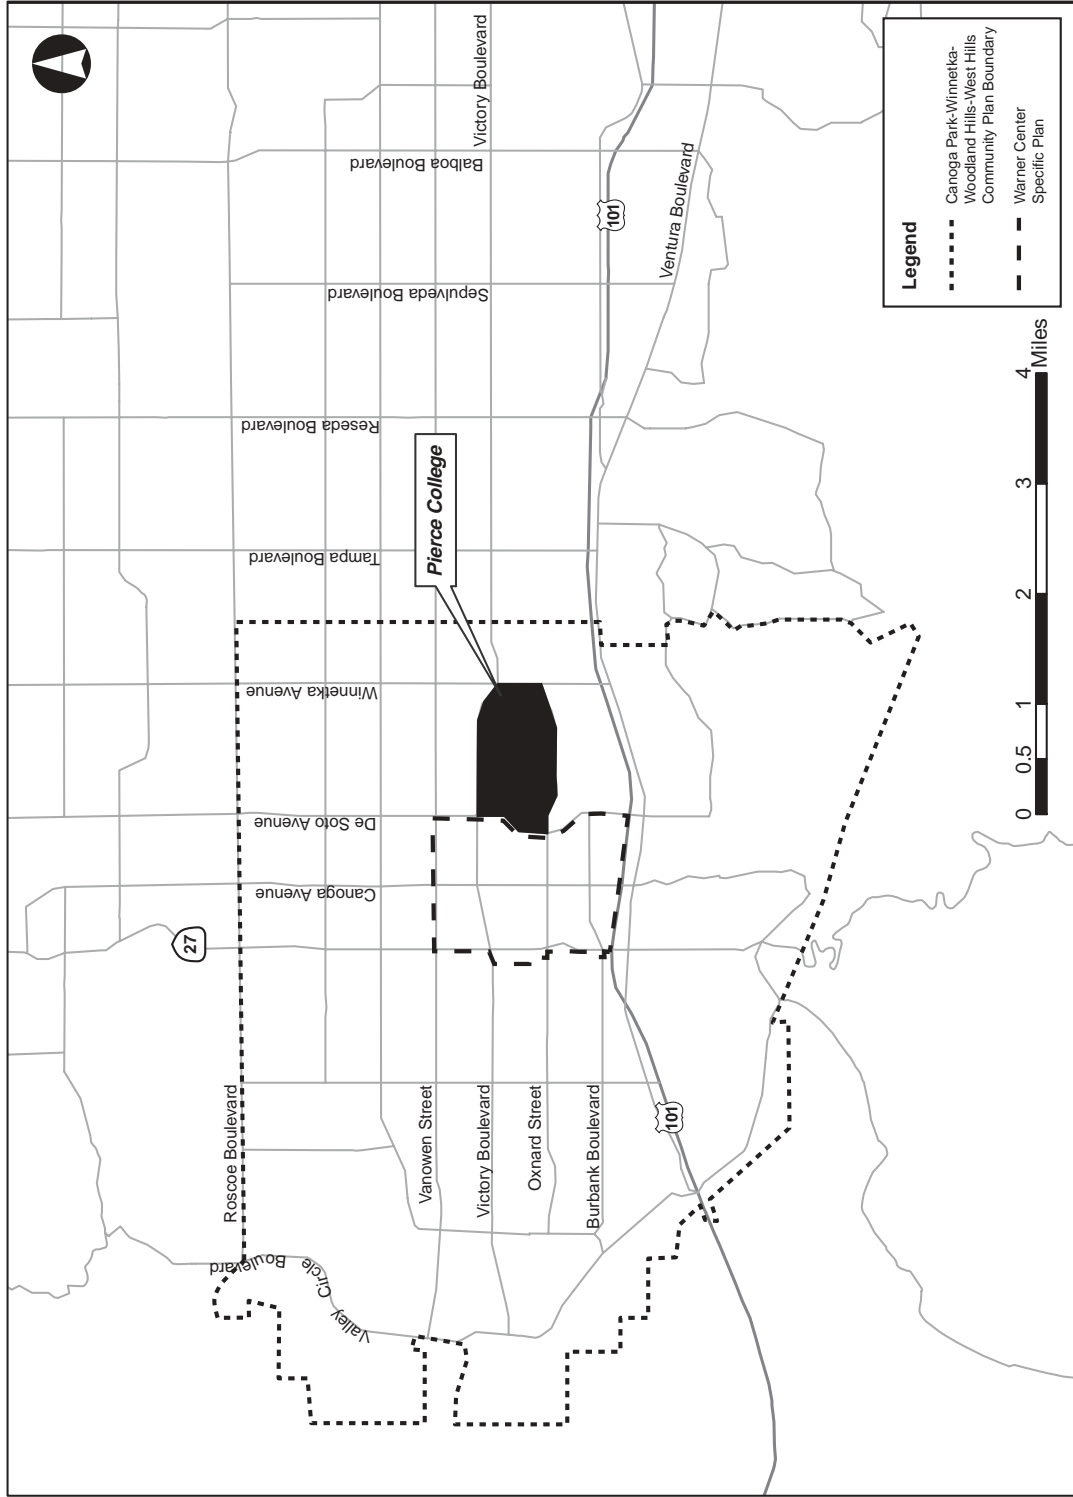 Roscoe Boulevard
Valley Circle Boulevard
27
Canoga Avenue
De Soto Avenue
Winnetka Avenue
Tampa Boulevard
Reseda Boulevard
Sepulveda Boulevard
Balboa Boulevard
Victory Boulevard
Pierce College
Vanowen Street
Victory Boulevard
Oxnard Street
Burbank Boulevard
101
101
Ventura Boulevard
0 0.5 1 2 3 4
Miles
Legend
Canoga Park-Winnetka-
Woodland Hills-West Hills
Community Plan Boundary
Warner Center
Specific Plan